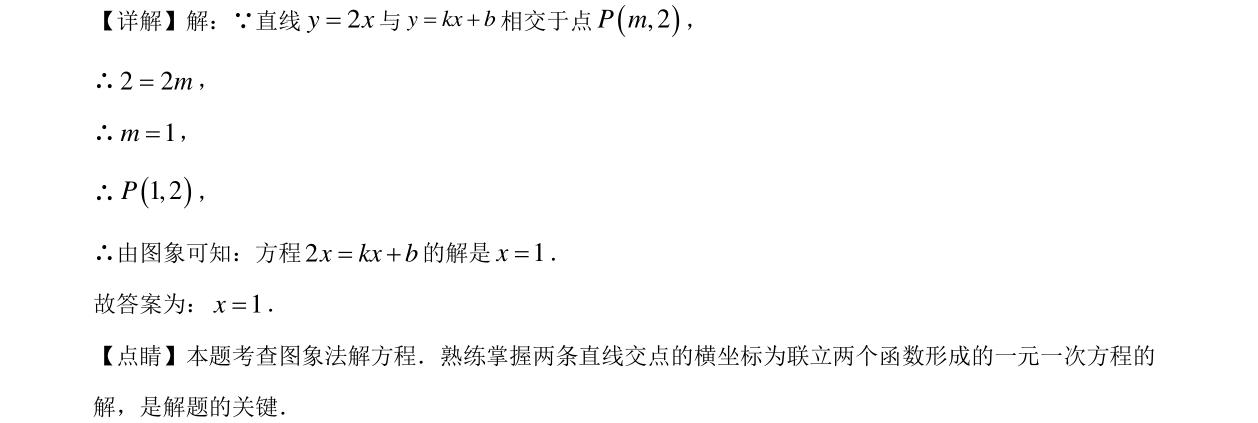 【详解】解：∵直线 y = 2x 与 y = kx + b 相交于点 P(m,2)，
∴ 2 = 2m，
∴ m = 1，
∴ P(1,2)，
∴由图象可知：方程 2x = kx + b 的解是 x = 1．
故答案为：x = 1．
【点睛】本题考查图象法解方程．熟练掌握两条直线交点的横坐标为联立两个函数形成的一元一次方程的
解，是解题的关键．